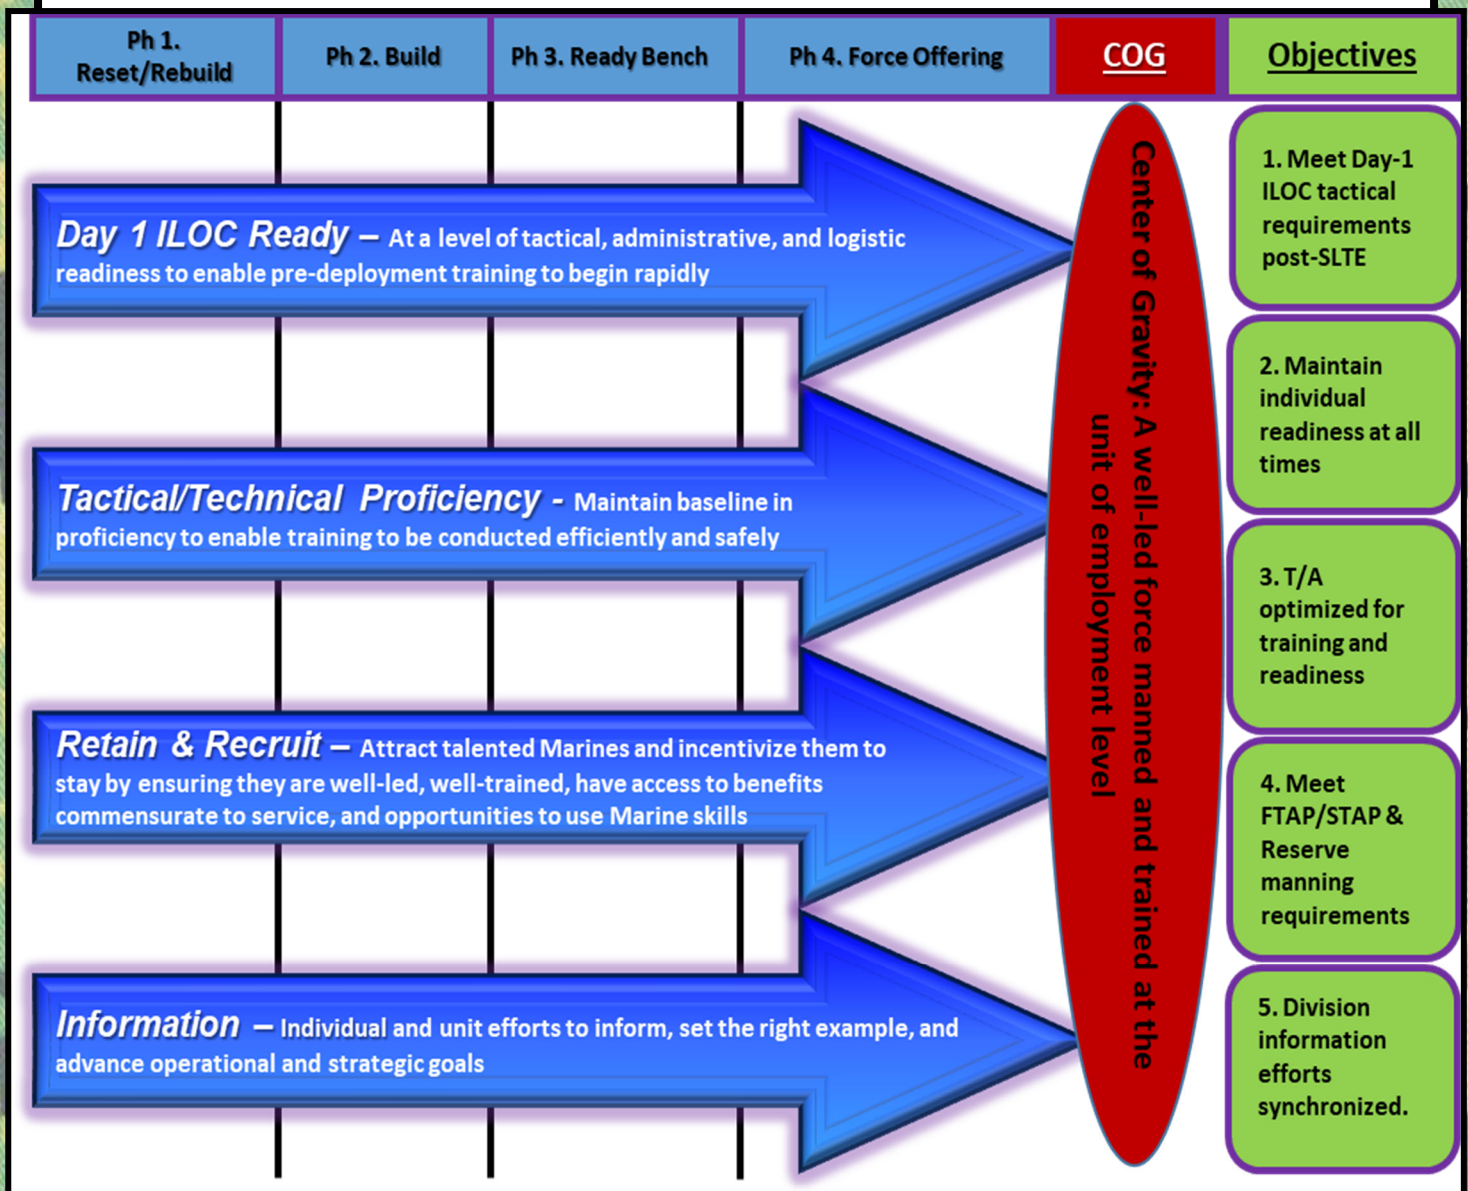 Ph 1.
Reset/Rebuild
Ph 2. Build
Ph 3. Ready Bench
Ph 4. Force Offering
COG
Objectives
Day 1 ILOC Ready – At a level of tactical, administrative, and logistic
readiness to enable pre-deployment training to begin rapidly
Tactical/Technical Proficiency - Maintain baseline in
proficiency to enable training to be conducted efficiently and safely
Retain & Recruit – Attract talented Marines and incentivize them to
stay by ensuring they are well-led, well-trained, have access to benefits
commensurate to service, and opportunities to use Marine skills
Information – Individual and unit efforts to inform, set the right example, and
advance operational and strategic goals
Center of Gravity: A well-led force manned and trained at the
unit of employment level
1. Meet Day-1
ILOC tactical
requirements
post-SLTE
2. Maintain
individual
readiness at all
times
3. T/A
optimized for
training and
readiness
4. Meet
FTAP/STAP &
Reserve
manning
requirements
5. Division
information
efforts
synchronized.